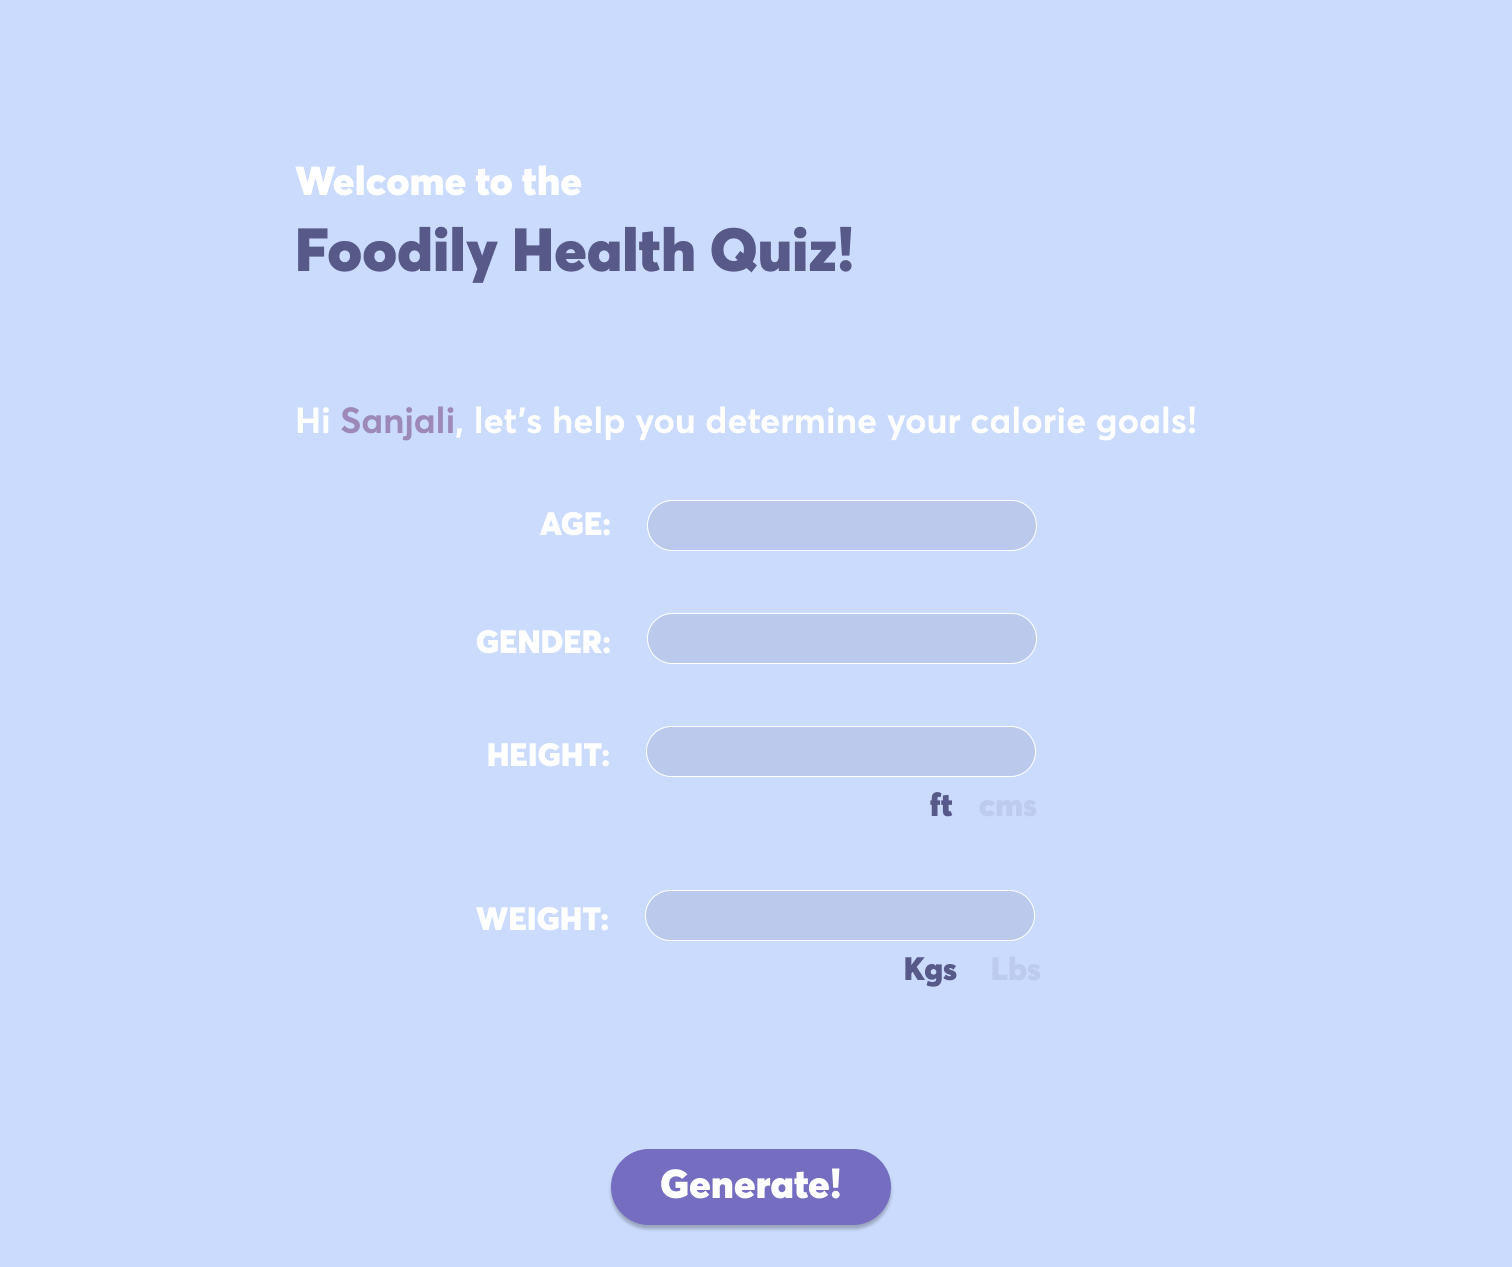 Welcome to the
Foodily Health Quiz!
Hi Sanjali, let's help you determine your calorie goals!
AGE:
GENDER:
HEIGHT:
ft cms
WEIGHT:
Kgs Lbs
Generate!